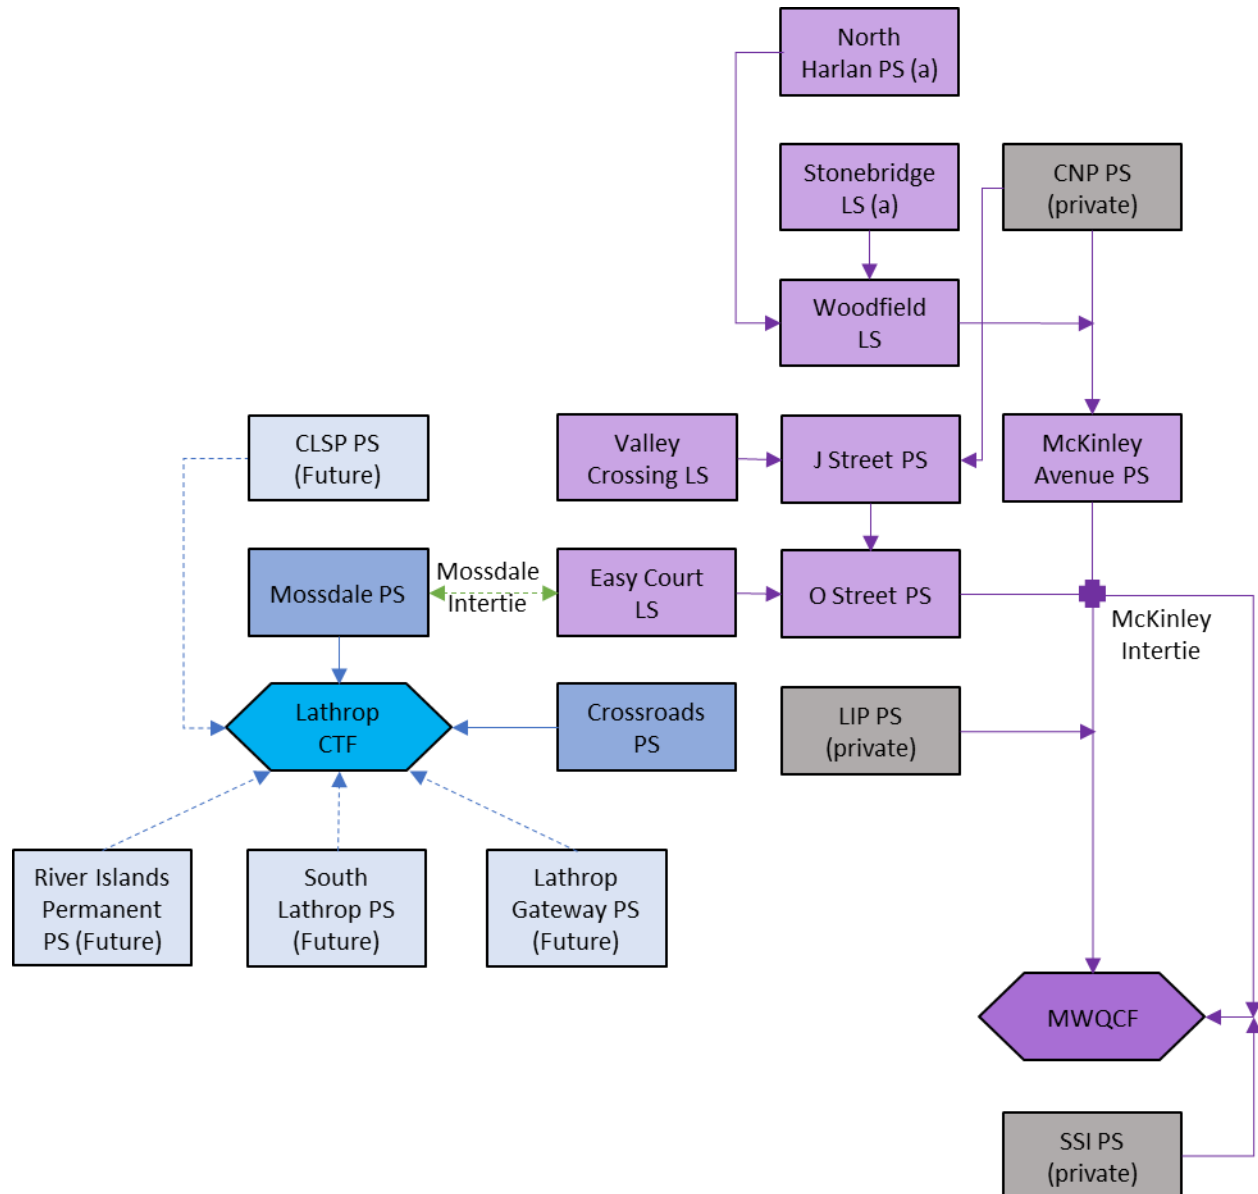 North
Harlan PS (a)
Stonebridge
LS (a)
CNP PS
(private)
Woodfield
LS
CLSP PS
(Future)
Valley
Crossing LS
J Street PS
McKinley
Avenue PS
Mossdale PS
Mossdale
Intertie
Easy Court
LS
O Street PS
McKinley
Intertie
Lathrop
CTF
Crossroads
PS
LIP PS
(private)
River Islands
Permanent
PS (Future)
South
Lathrop PS
(Future)
Lathrop
Gateway PS
(Future)
MWQCF
SSI PS
(private)